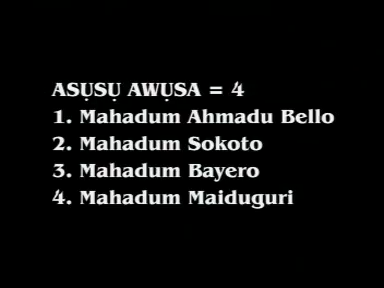 ASỤSỤ AWỤSA = 4
1. Mahadum Ahmadu Bello
2. Mahadum Sokoto
3. Mahadum Bayero
4. Mahadum Maiduguri